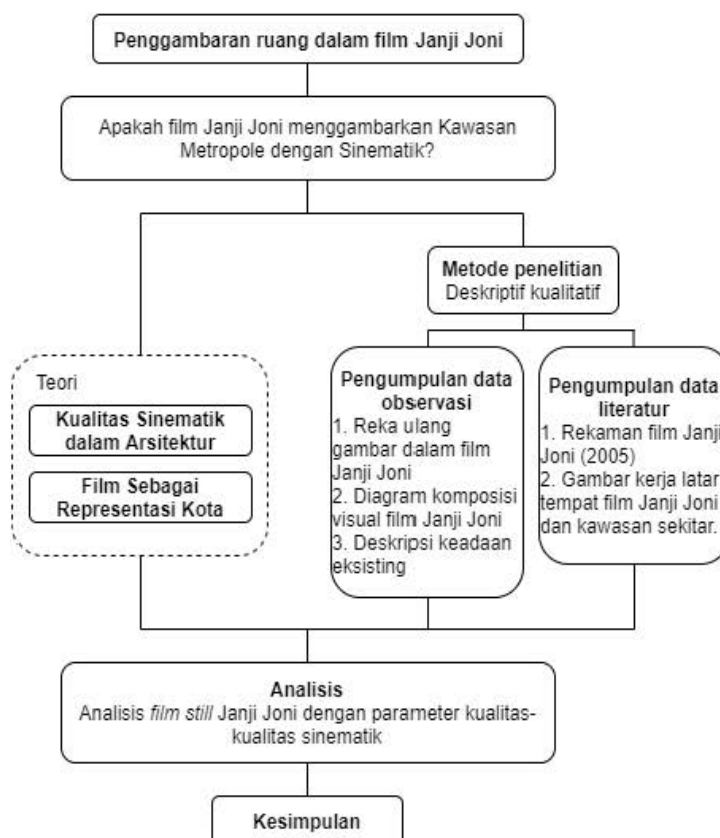 Penggambaran ruang dalam film Janji Joni
Apakah film Janji Joni menggambarkan Kawasan
Metropole dengan Sinematik?
Metode penelitian
Deskriptif kualitatif
Teori
Kualitas Sinematik
dalam Arsitektur
Film Sebagai
Representasi Kota
Pengumpulan data
observasi
1. Reka ulang
gambar dalam film
Janji Joni
2. Diagram komposisi
visual film Janji Joni
3. Deskripsi keadaan
eksisting
Pengumpulan data
literatur
1. Rekaman film Janji
Joni (2005)
2. Gambar kerja latar
tempat film Janji Joni
dan kawasan sekitar.
Analisis
Analisis film still Janji Joni dengan parameter kualitas-
kualitas sinematik
Kesimpulan